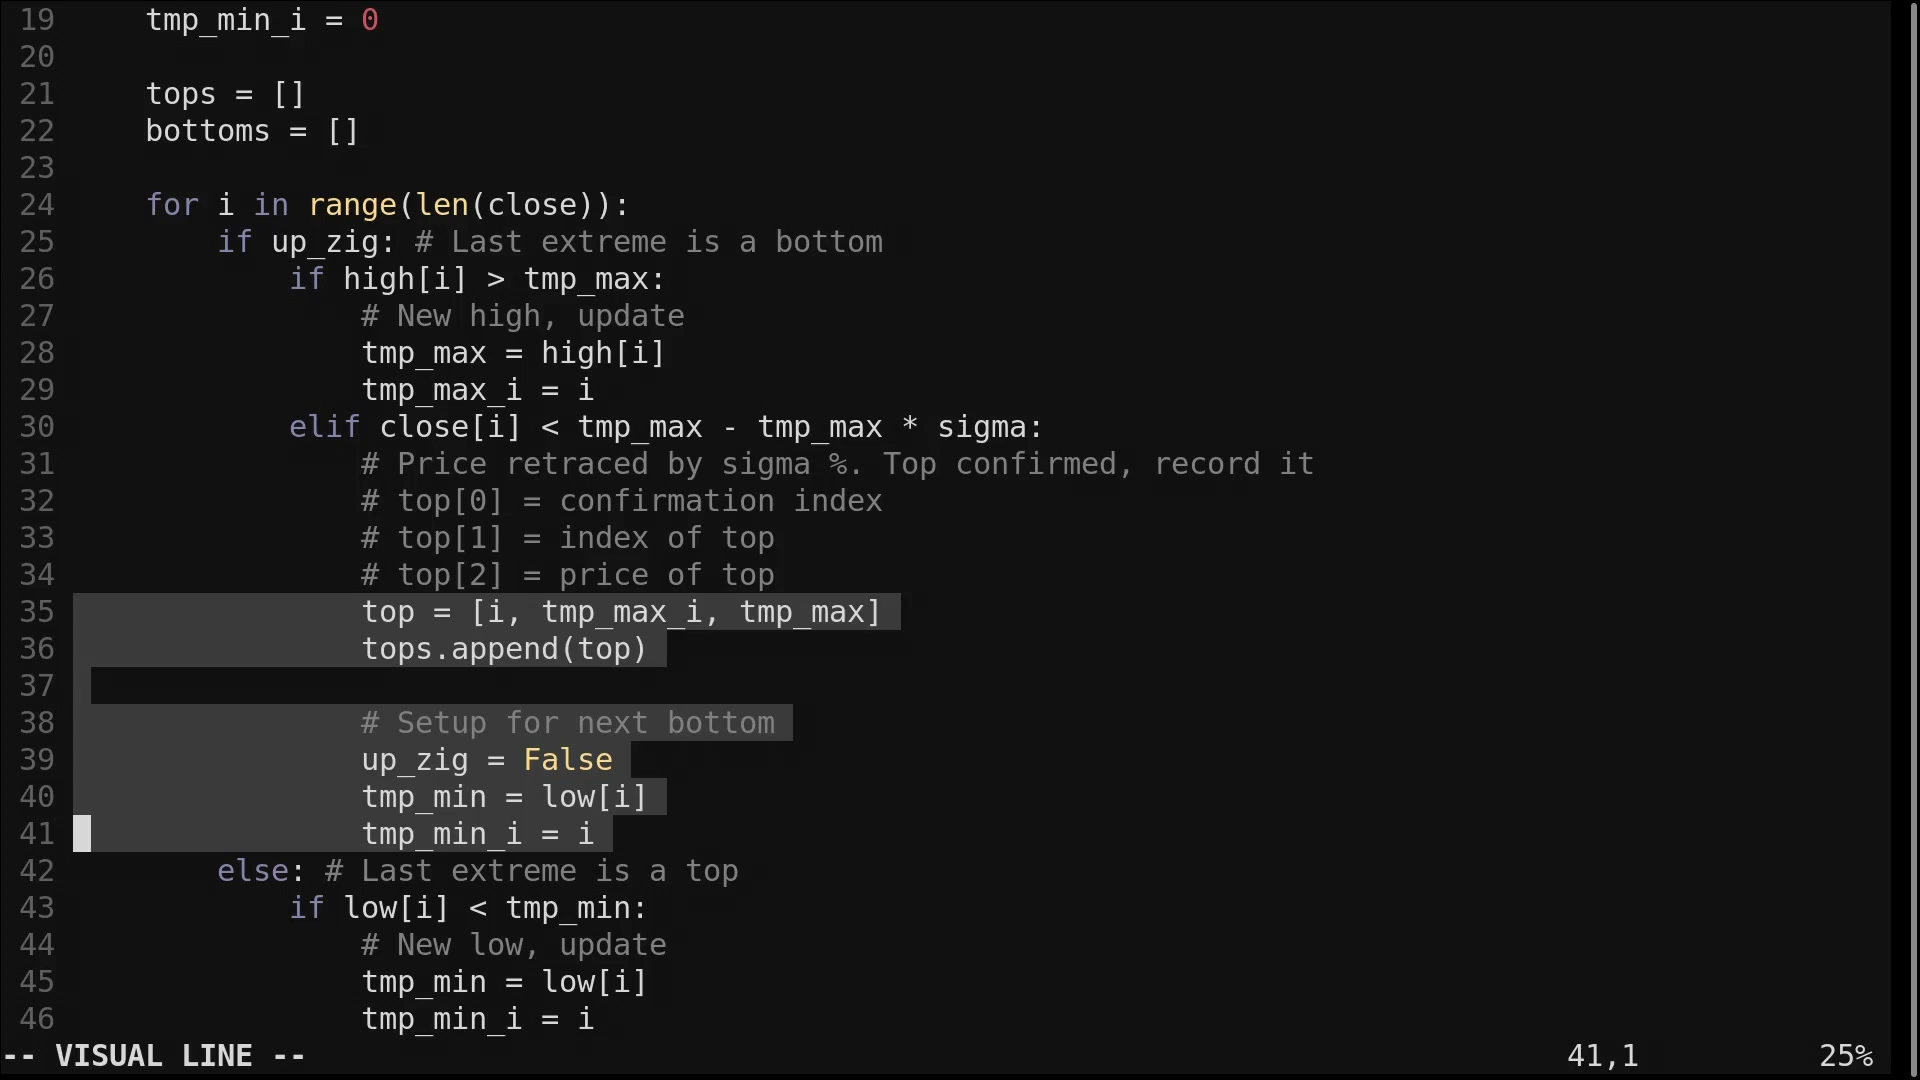 19     tmp_min_i = 0
20
21     tops = []
22     bottoms = []
23
24     for i in range(len(close)):
25         if up_zig: # Last extreme is a bottom
26             if high[i] > tmp_max:
27                 # New high, update
28                 tmp_max = high[i]
29                 tmp_max_i = i
30             elif close[i] < tmp_max - tmp_max * sigma:
31                 # Price retraced by sigma %. Top confirmed, record it
32                 # top[0] = confirmation index
33                 # top[1] = index of top
34                 # top[2] = price of top
35                 top = [i, tmp_max_i, tmp_max]
36                 tops.append(top)
37
38                 # Setup for next bottom
39                 up_zig = False
40                 tmp_min = low[i]
41                 tmp_min_i = i
42         else: # Last extreme is a top
43             if low[i] < tmp_min:
44                 # New low, update
45                 tmp_min = low[i]
46                 tmp_min_i = i
-- VISUAL LINE -- 41,1 25%